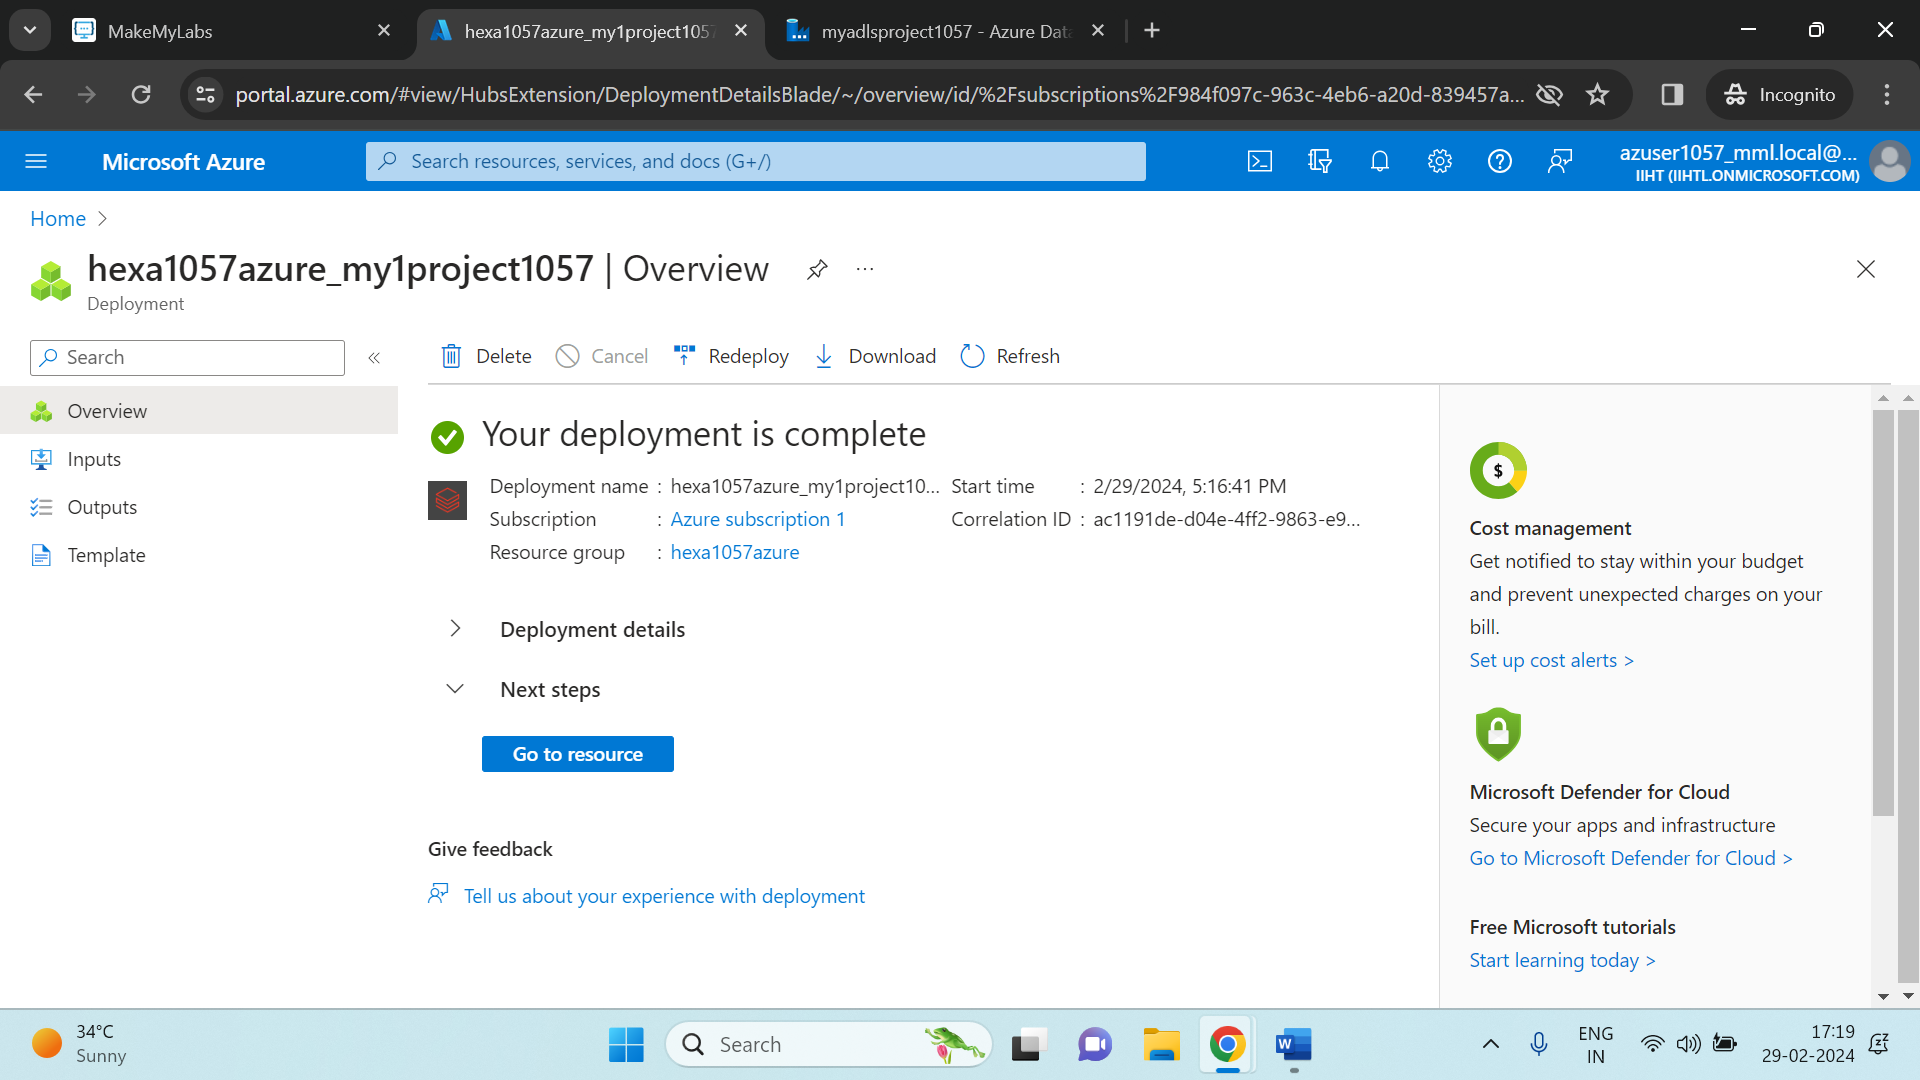 MakeMyLabs
hexa1057azure_my1project1057
myadlsproject1057 - Azure Data
portal.azure.com/#view/HubsExtension/DeploymentDetailsBlade/~/overview/id/%2Fsubscriptions%2F984f097c-963c-4eb6-a20d-839457a...
Incognito
Microsoft Azure
Search resources, services, and docs (G+/)
azuser1057_mml.local@...
IIHT (IIHTL.ONMICROSOFT.COM)
Home
hexa1057azure_my1project1057 | Overview
...
Deployment
Search
Delete
Cancel
Redeploy
Download
Refresh
Overview
Inputs
Outputs
Template
Your deployment is complete
Deployment name : hexa1057azure_my1project10...
Start time : 2/29/2024, 5:16:41 PM
Subscription : Azure subscription 1
Correlation ID : ac1191de-d04e-4ff2-9863-e9...
Resource group : hexa1057azure
Deployment details
Next steps
Go to resource
Give feedback
Tell us about your experience with deployment
$
Cost management
Get notified to stay within your budget
and prevent unexpected charges on your
bill.
Set up cost alerts >
Microsoft Defender for Cloud
Secure your apps and infrastructure
Go to Microsoft Defender for Cloud >
Free Microsoft tutorials
Start learning today >
34°C
Sunny
Search
W
ENG
IN
17:19
29-02-2024